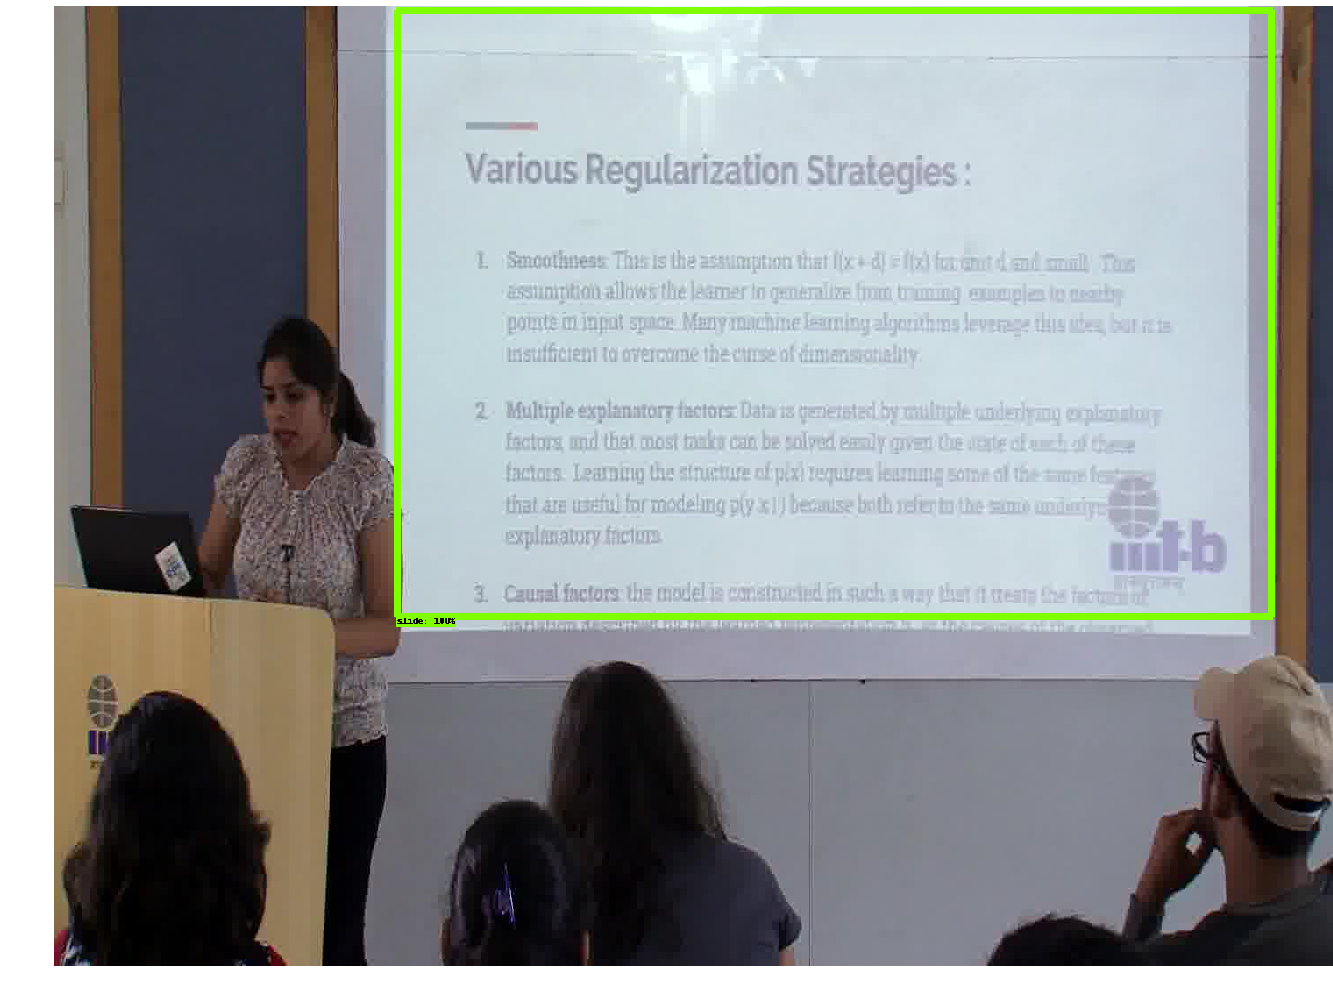 Various Regularization Strategies :
1. Smoothness: This is the assumption that f(x + d) = f(x) for unit d and small. This
assumption allows the learner to generalize from training examples to nearby
points in input space. Many machine learning algorithms leverage this idea, but it is
insufficient to overcome the curse of dimensionality.
2. Multiple explanatory factors: Data is generated by multiple underlying explanatory
factors, and that most tasks can be solved easily given the state of each of these
factors. Learning the structure of p(x) requires learning some of the same
that are useful for modeling p(y x1) because both refer to the same
explanatory factors.
iiit-b
3. Causal factors: the model is constructed in such a way that it treats the factors of
variation described by the learned
slide: 100%